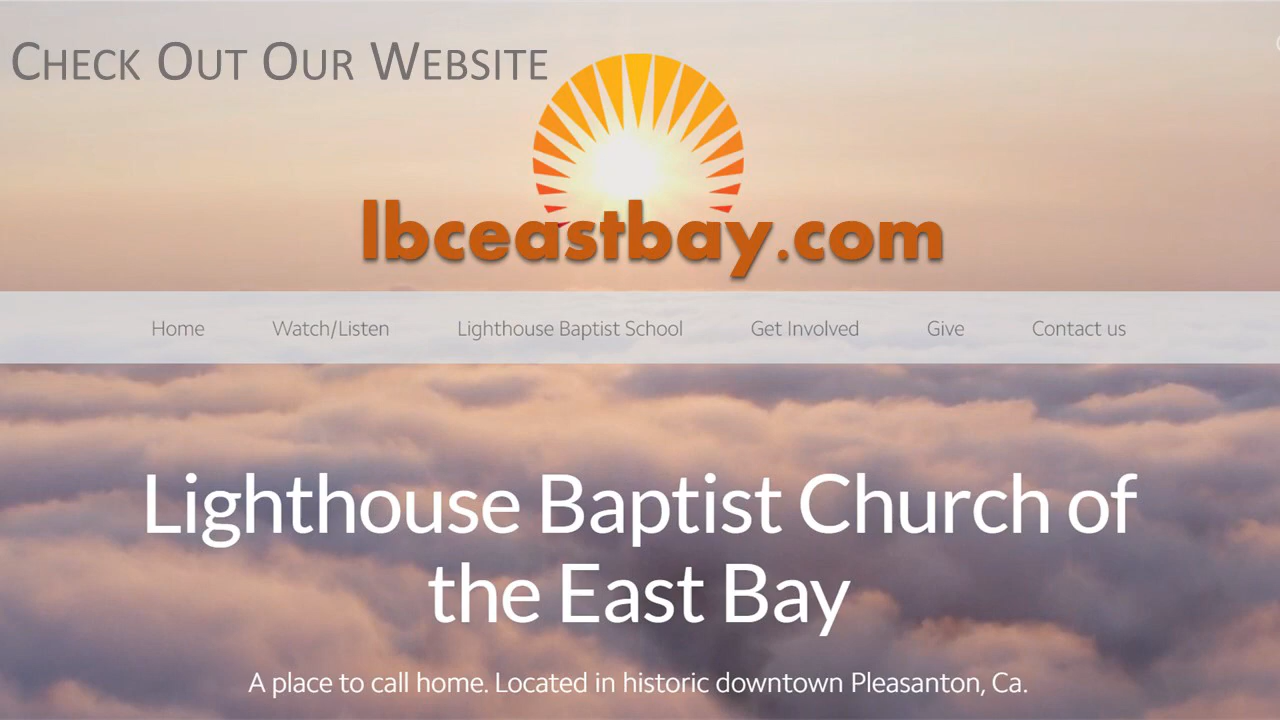 Check Out Our Website
lbceastbay.com
Home Watch/Listen Lighthouse Baptist School Get Involved Give Contact us
Lighthouse Baptist Church of
the East Bay
A place to call home. Located in historic downtown Pleasanton, Ca.